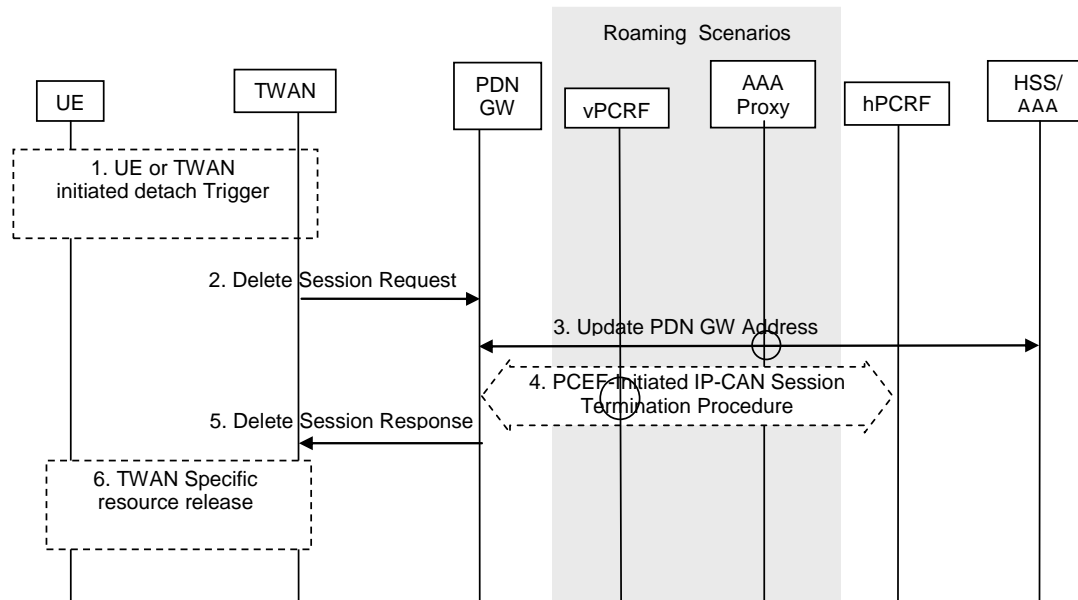 Roaming Scenarios
UE
TWAN
PDN
GW
vPCRF
AAA
Proxy
hPCRF
HSS/
AAA
1. UE or TWAN
initiated detach Trigger
2. Delete Session Request
3. Update PDN GW Address
4. PCEF-Initiated IP-CAN Session
Termination Procedure
5. Delete Session Response
6. TWAN Specific
resource release